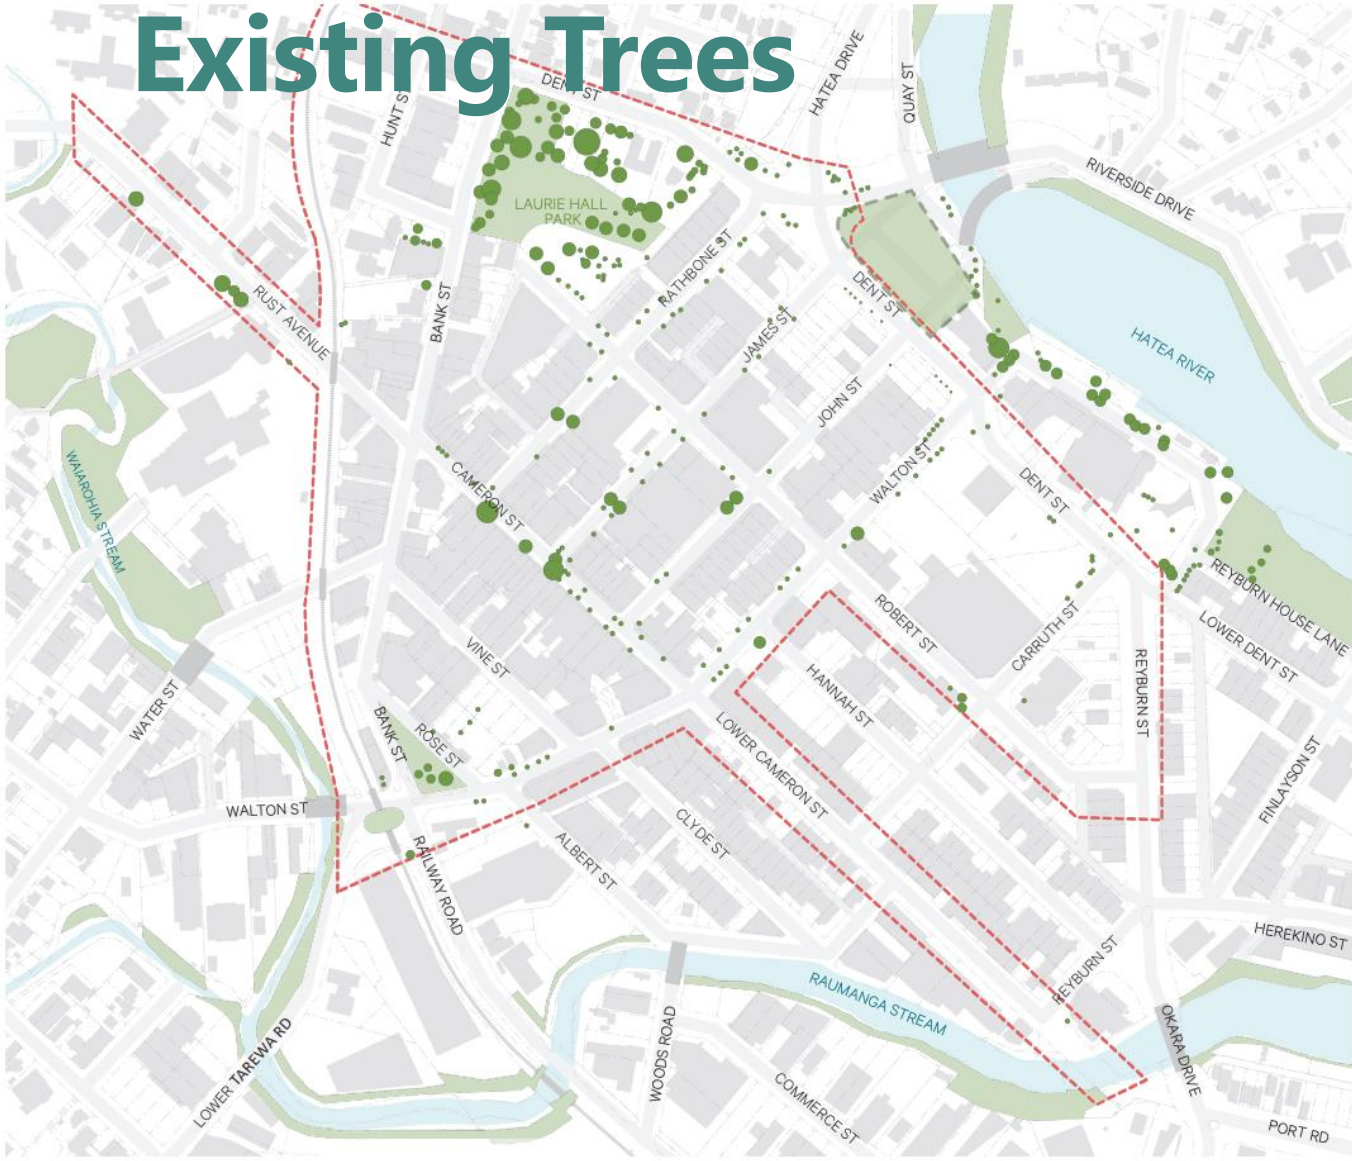 Existing Trees
HATEA DRIVE
QUAY ST
DENT ST
HUNT S
RIVERSIDE DRIVE
LAURIE HALL
PARK
RATHBONE ST
DENT ST
RUST AVENUE
BANK ST
JAMES ST
HATEA RIVER
JOHN ST
WAIAROHIA STREAM
CAMERON ST
WALTON ST
DENT ST
REYBURN HOUSE LANE
ROBERT ST
CARRUTH ST
LOWER DENT ST
VINE ST
HANNAH ST
REYBURN ST
WATER ST
BANK ST
ROSE ST
LOWER CAMERON ST
FINLAYSON ST
WALTON ST
CLYDE ST
ALBERT ST
RAILWAY ROAD
HEREKINO ST
REYBURN ST
RAUMANGA STREAM
WOODS ROAD
OKARA DRIVE
LOWER TAREWA RD
COMMERCE ST
PORT RD